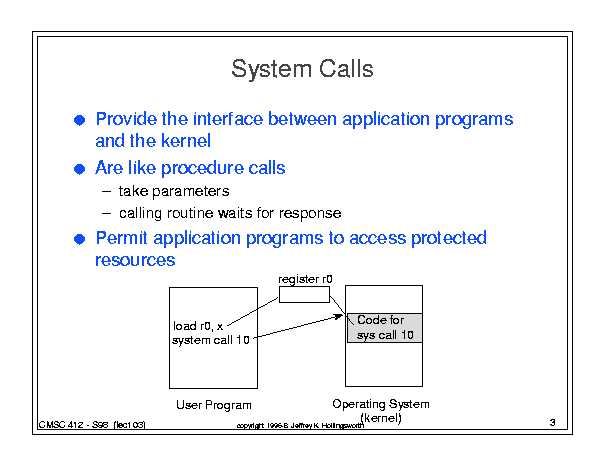 System Calls
● Provide the interface between application programs
and the kernel
● Are like procedure calls
– take parameters
– calling routine waits for response
● Permit application programs to access protected
resources
register r0
load r0, x
system call 10
Code for
sys call 10
User Program
Operating System
(kernel)
CMSC 412 - S98 (lect 03)
copyright 1996-8 Jeffrey K. Hollingsworth
3